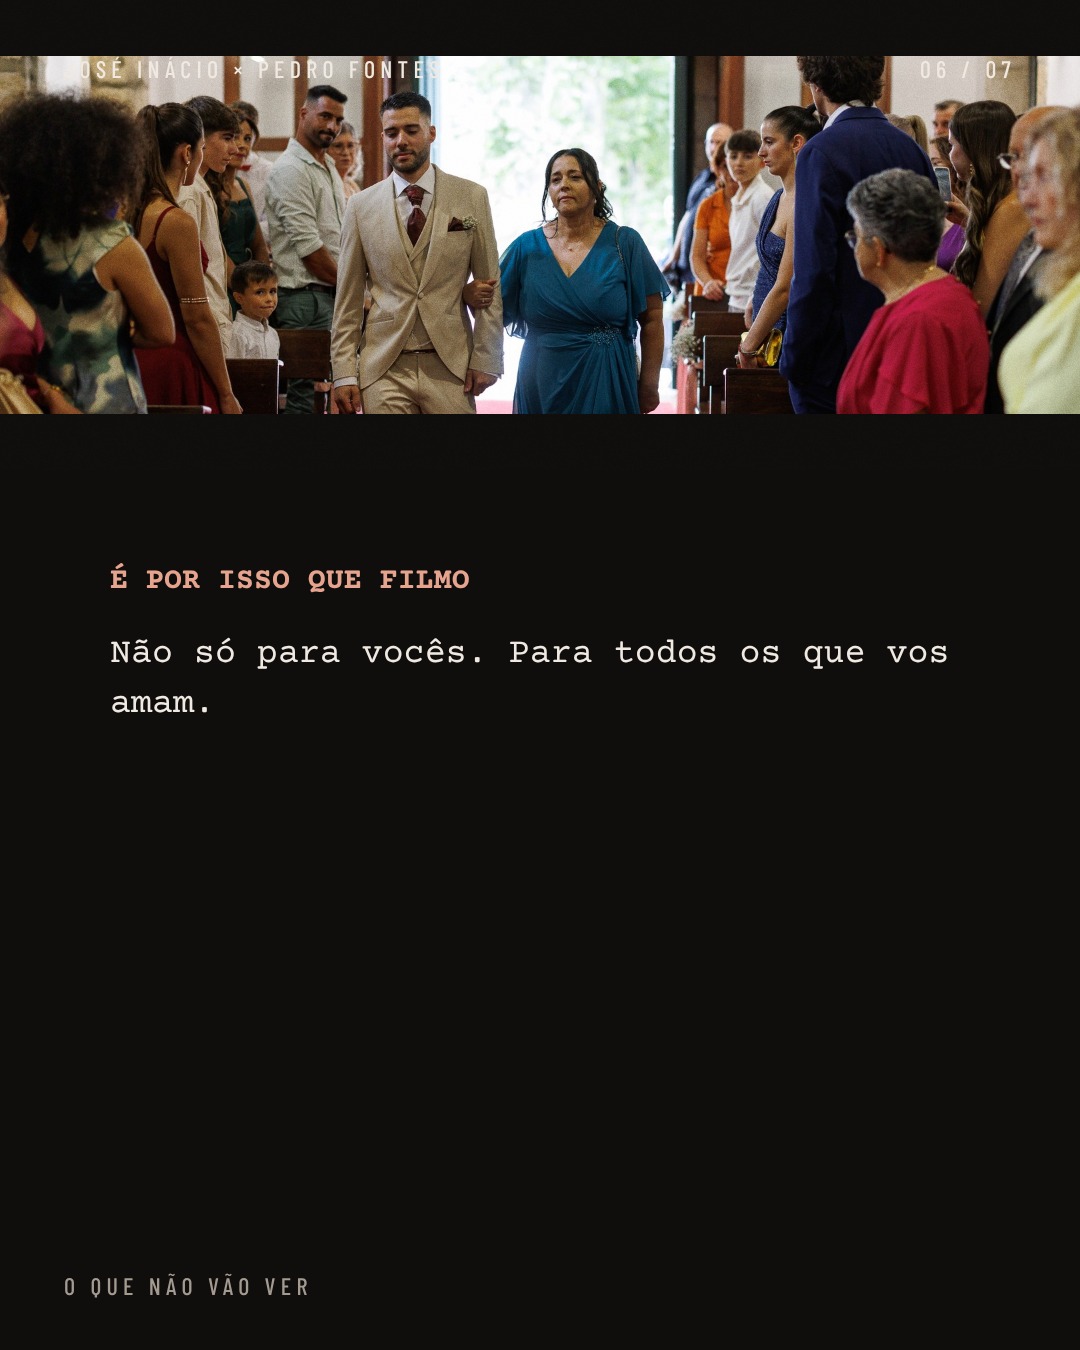 JOSÉ INÁCIO × PEDRO FONTES
06 / 07
É POR ISSO QUE FILMO
Não só para vocês. Para todos os que vos
amam.
O QUE NÃO VÃO VER